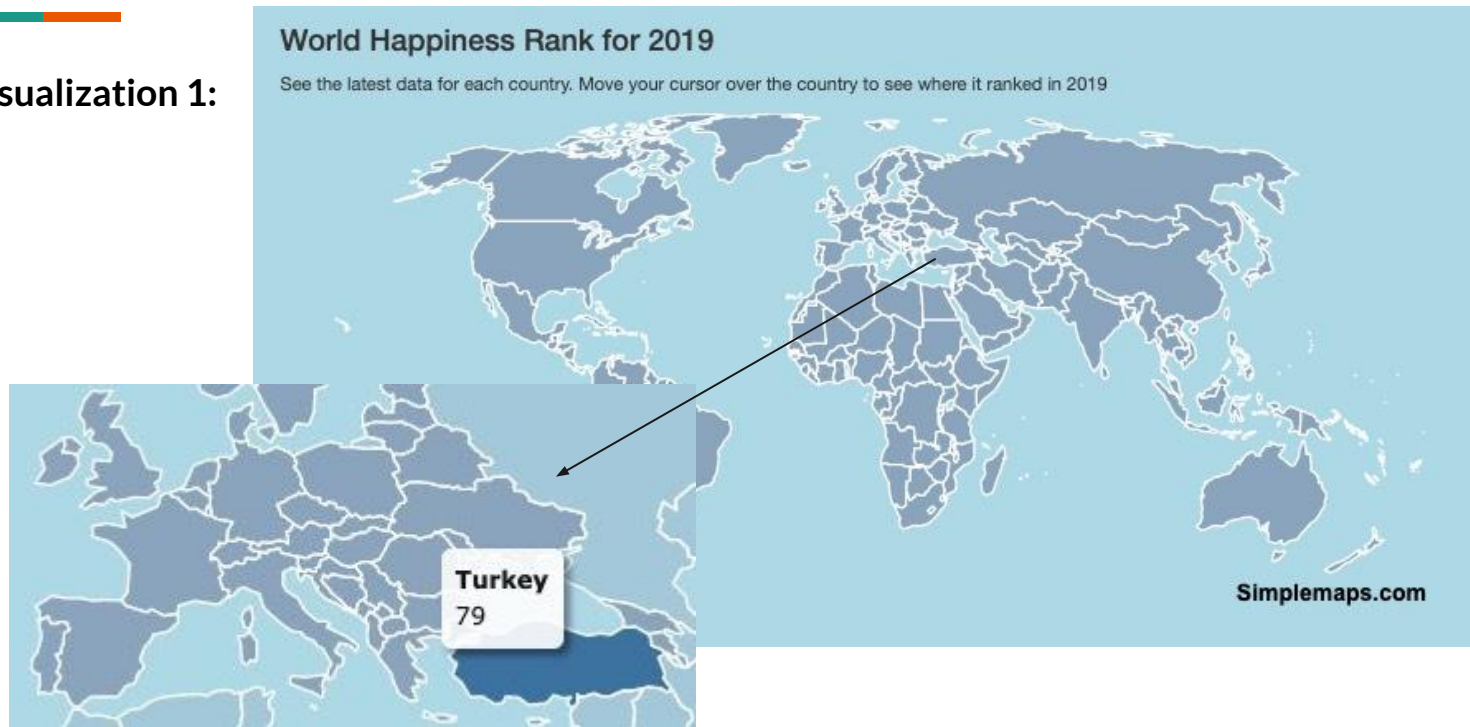 sualization 1:
World Happiness Rank for 2019
See the latest data for each country. Move your cursor over the country to see where it ranked in 2019
Turkey
79
Simplemaps.com